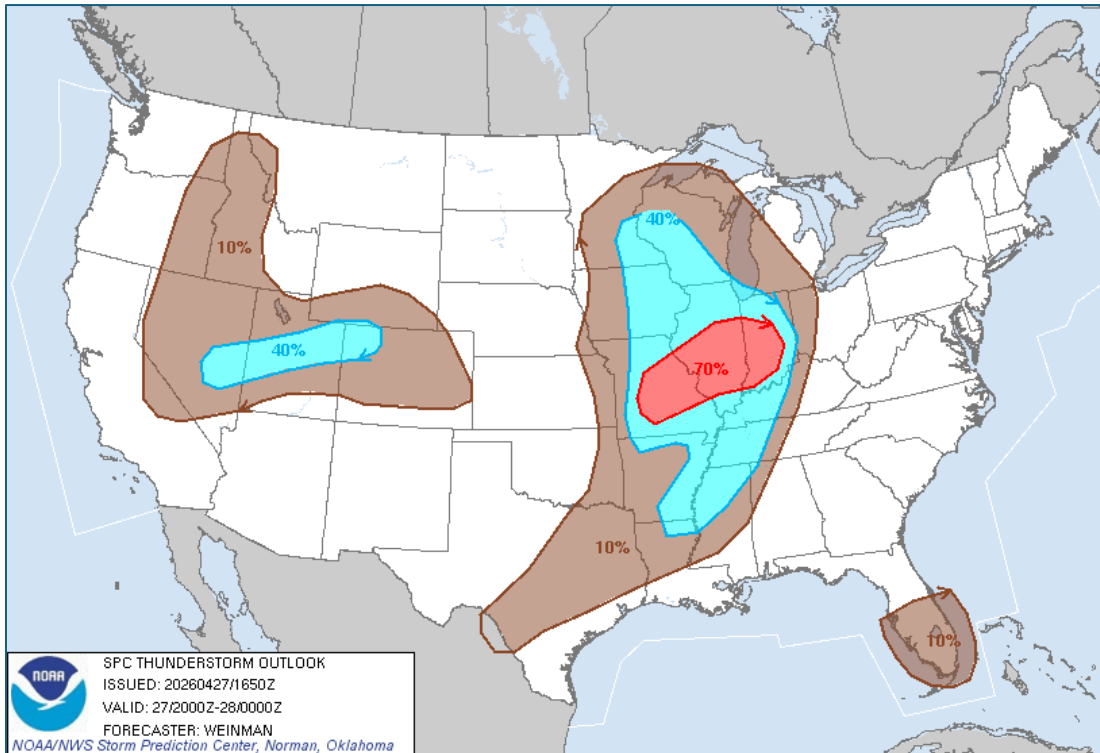 40%
10%
40%
70%
10%
10%
NOAA
SPC THUNDERSTORM OUTLOOK
ISSUED: 20260427/1650Z
VALID: 27/2000Z-28/0000Z
FORECASTER: WEINMAN
NOAA/NWS Storm Prediction Center, Norman, Oklahoma